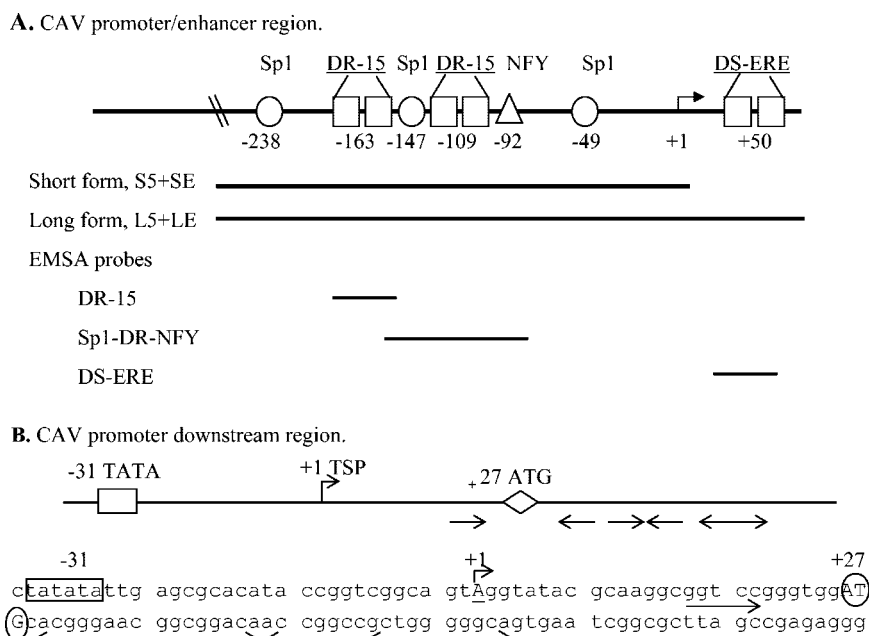 A. CAV promoter/enhancer region.
Sp1 DR-15 Sp1 DR-15 NFY Sp1 DS-ERE
-238 -163 -147 -109 -92 -49 +1 +50
Short form, S5+SE
Long form, L5+LE
EMSA probes
DR-15
Sp1-DR-NFY
DS-ERE
B. CAV promoter downstream region.
-31 TATA +1 TSP +27 ATG
-31 +1 +27
ctatatattg agcgcacata ccggtcggca gtAggtatac gcaaggcggt ccgggtggAT
Gcacgggaac ggcggacaac cggccgctgg gggcagtgaa tcggcgctta gccgagaggg